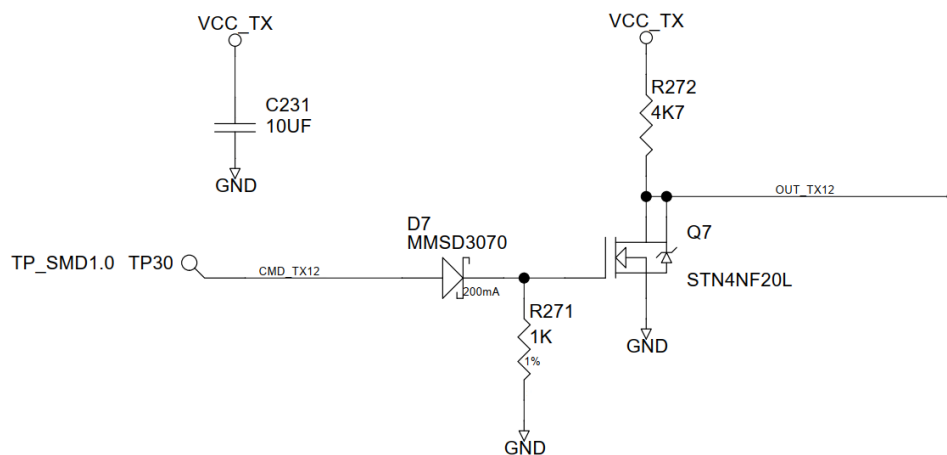 VCC_TX
VCC_TX
R272
4K7
C231
10UF
GND
OUT_TX12
D7
MMSD3070
Q7
TP_SMD1.0 TP30
CMD_TX12
200mA
STN4NF20L
R271
1K
1%
GND
GND